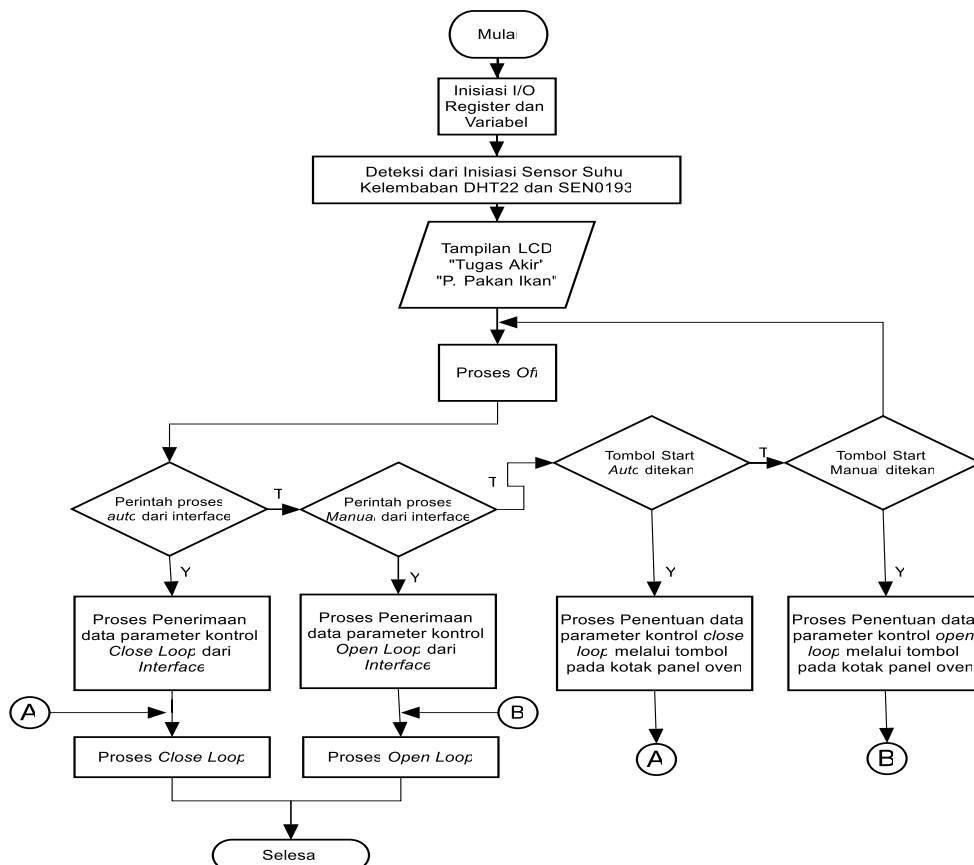 Mulai
Inisiasi I/O
Register dan
Variabel
Deteksi dari Inisiasi Sensor Suhu
Kelembaban DHT22 dan SEN0193
Tampilan LCD
"Tugas Akir"
"P. Pakan Ikan"
Proses Off
Perintah proses
auto dari interface
T
Perintah proses
Manual dari interface
T
Tombol Start
Auto ditekan
T
Tombol Start
Manual ditekan
Y
Y
Y
Y
Proses Penerimaan
data parameter kontrol
Close Loop dari
Interface
Proses Penerimaan
data parameter kontrol
Open Loop dari
Interface
Proses Penentuan data
parameter kontrol close
loop melalui tombol
pada kotak panel oven
Proses Penentuan data
parameter kontrol open
loop melalui tombol
pada kotak panel oven
A
B
Proses Close Loop
Proses Open Loop
A
B
Selesai